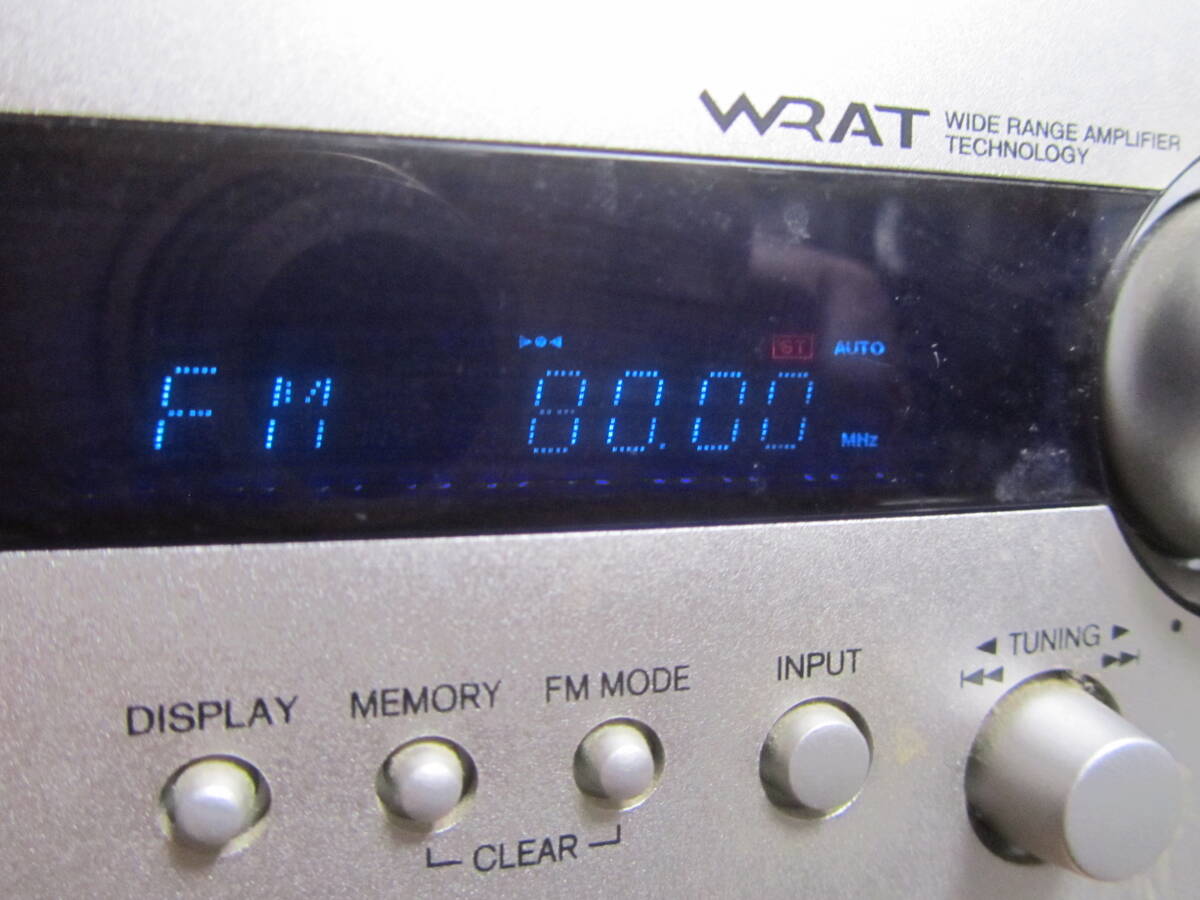 WRAT WIDE RANGE AMPLIFIER
TECHNOLOGY
ST AUTO
FM 80.00 MHz
DISPLAY MEMORY FM MODE INPUT TUNING
CLEAR